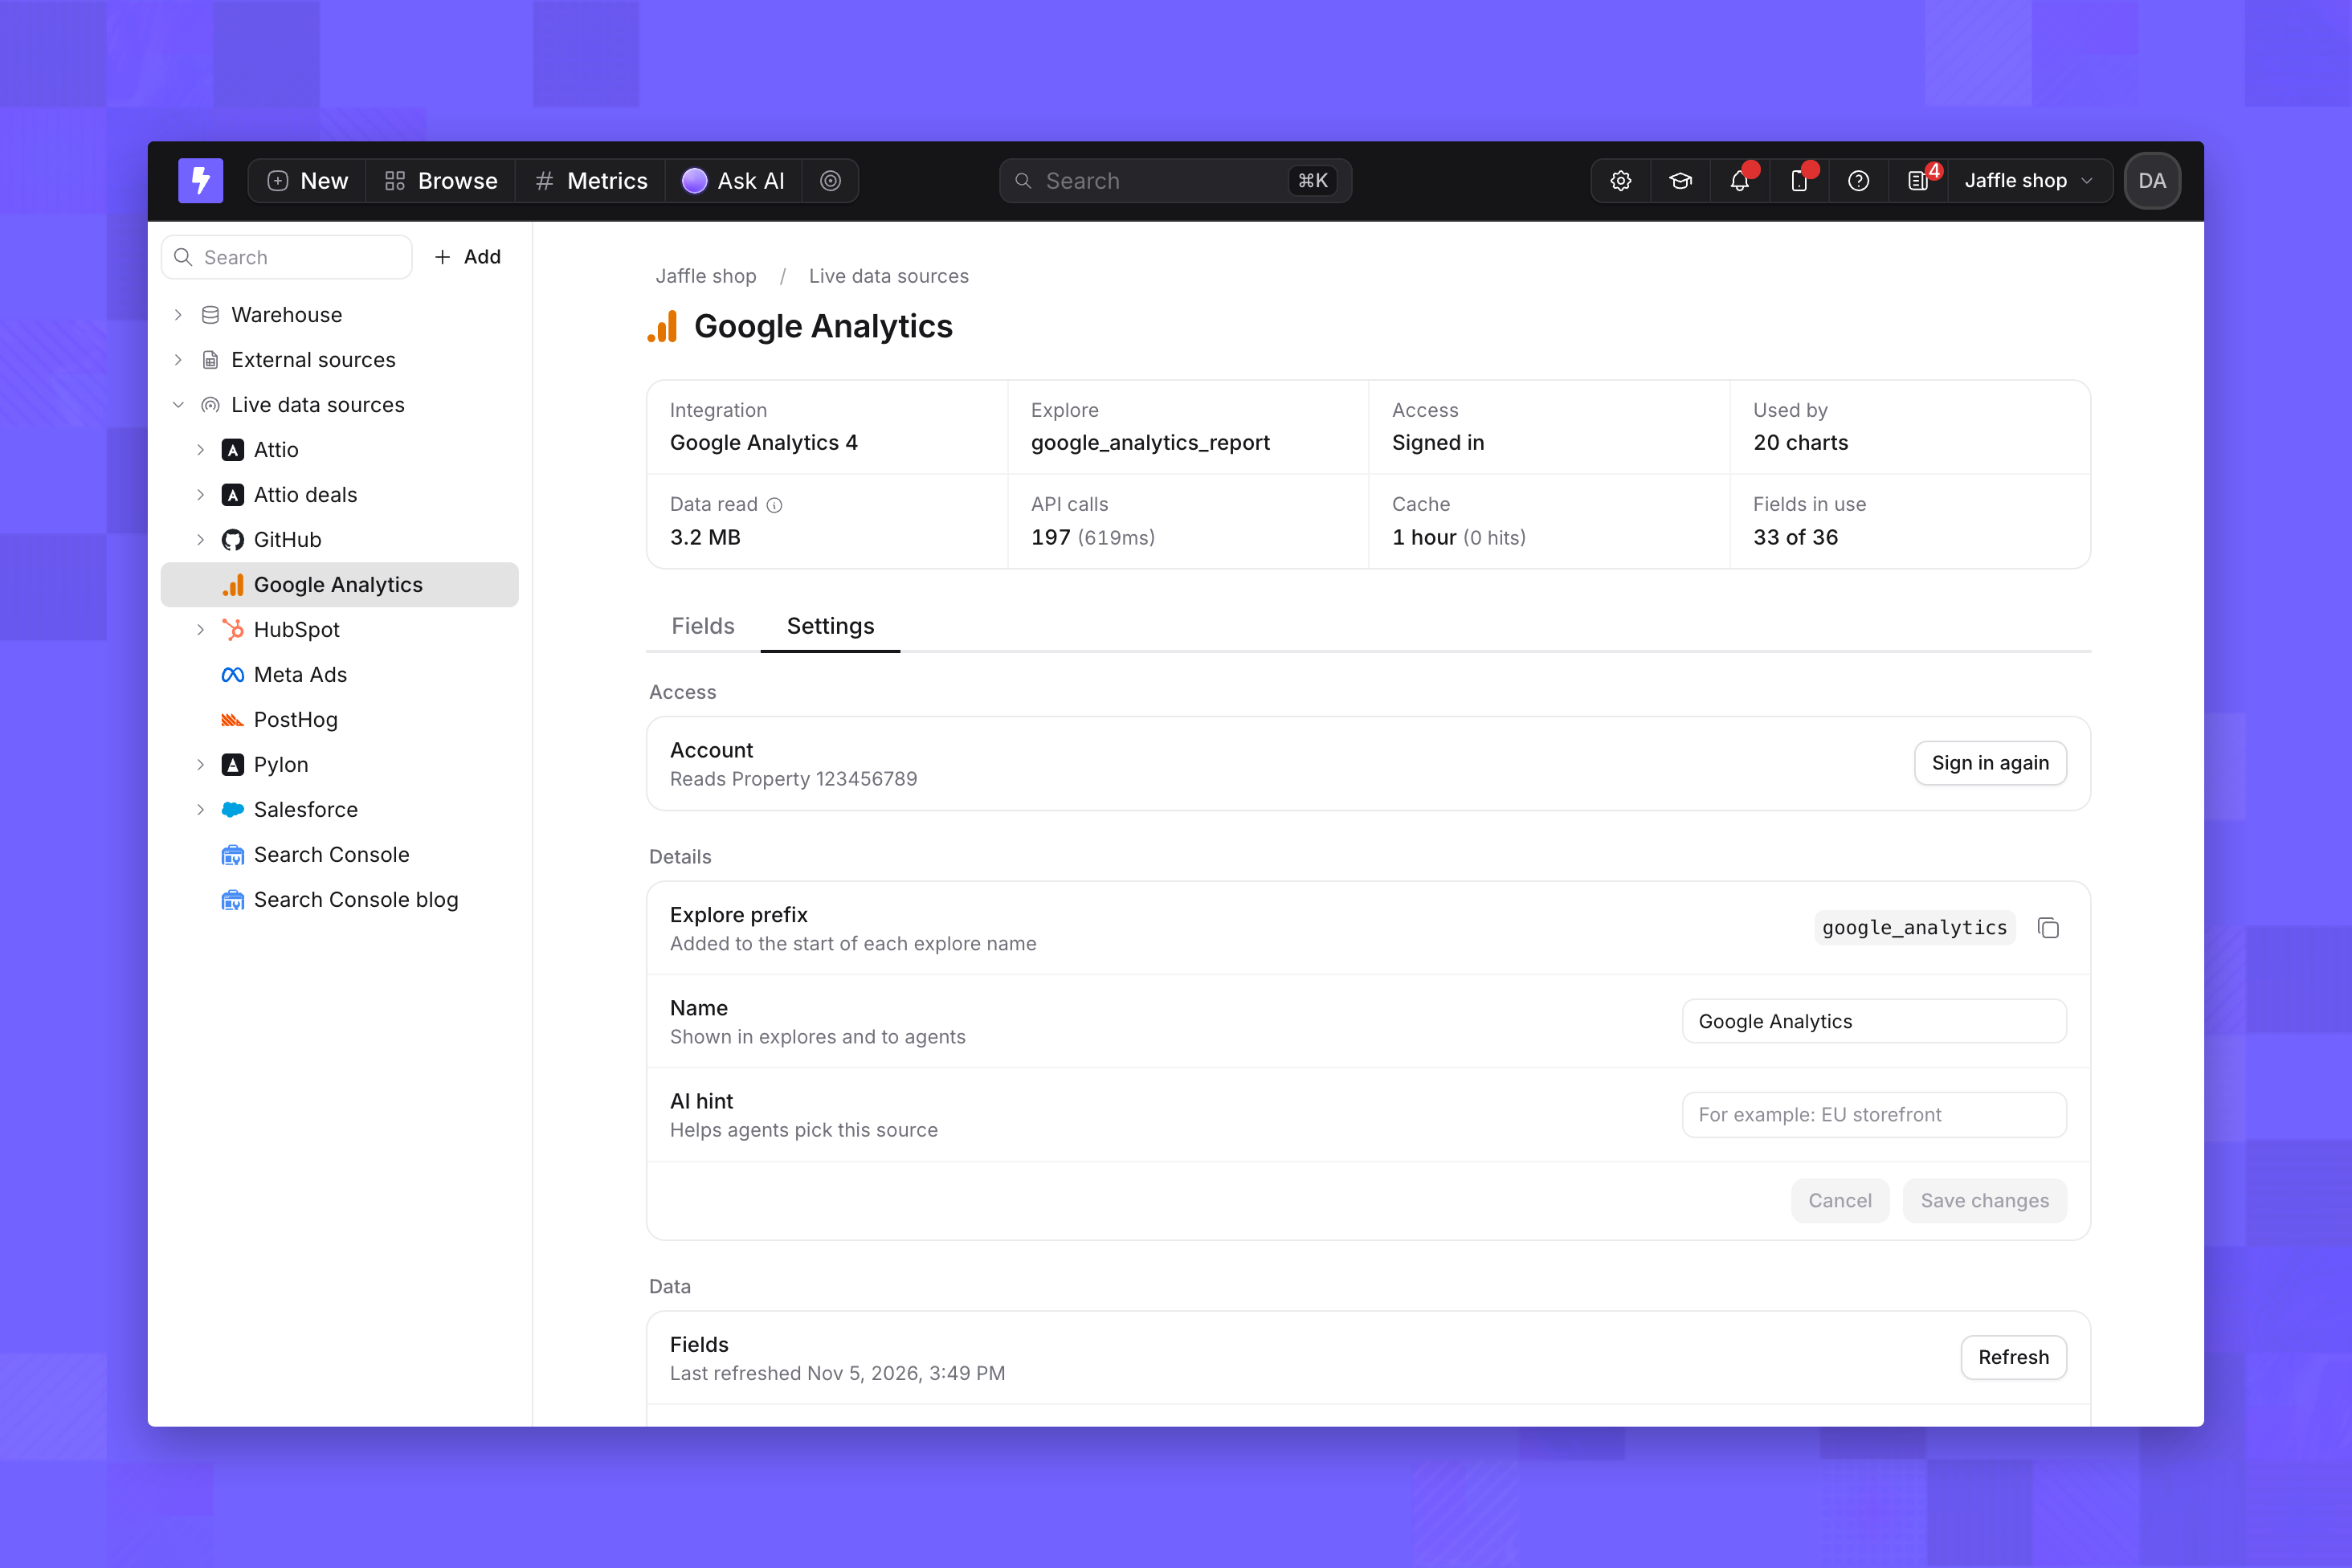 New
Browse
Metrics
Ask AI
Search
⌘K
4
Jaffle shop
DA
Search
Add
Warehouse
External sources
Live data sources
Attio
Attio deals
GitHub
Google Analytics
HubSpot
Meta Ads
PostHog
Pylon
Salesforce
Search Console
Search Console blog
Jaffle shop / Live data sources
Google Analytics
Integration
Google Analytics 4
Explore
google_analytics_report
Access
Signed in
Used by
20 charts
Data read
3.2 MB
API calls
197 (619ms)
Cache
1 hour (0 hits)
Fields in use
33 of 36
Fields
Settings
Access
Account
Reads Property 123456789
Sign in again
Details
Explore prefix
Added to the start of each explore name
google_analytics
Name
Shown in explores and to agents
Google Analytics
AI hint
Helps agents pick this source
For example: EU storefront
Cancel
Save changes
Data
Fields
Last refreshed Nov 5, 2026, 3:49 PM
Refresh